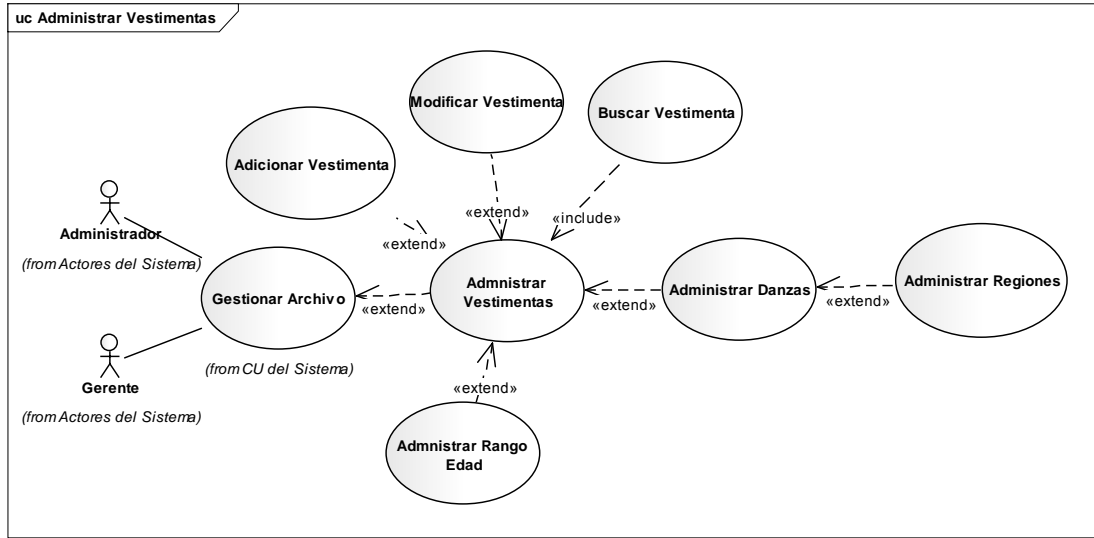 uc Administrar Vestimentas
Modificar Vestimenta
Buscar Vestimenta
Adicionar Vestimenta
«extend»
«include»
«extend»
Administrador
(from Actores del Sistema)
Gestionar Archivo
(from CU del Sistema)
«extend»
Admnistrar
Vestimentas
«extend»
Administrar Danzas
«extend»
Administrar Regiones
Gerente
(from Actores del Sistema)
«extend»
Admnistrar Rango
Edad